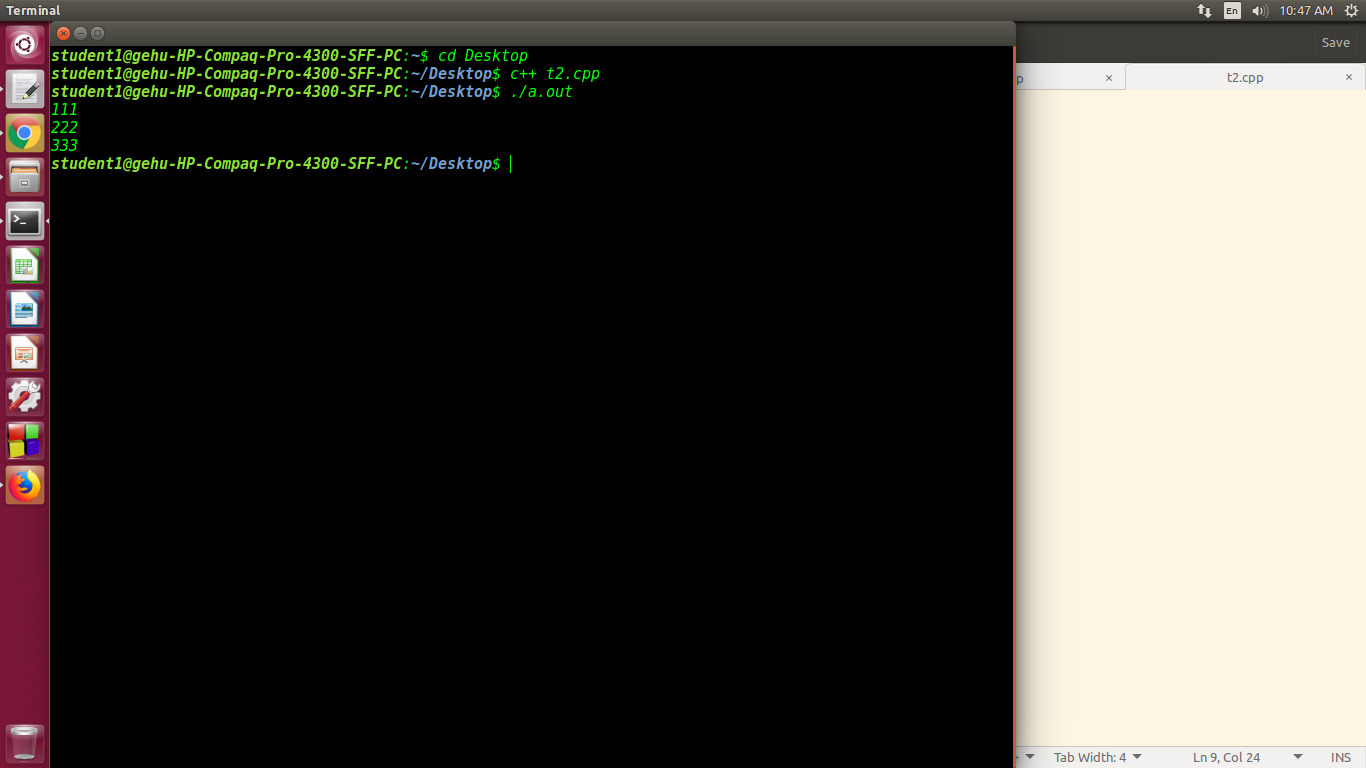 Terminal
En
10:47 AM
Save
p
t2.cpp
student1@gehu-HP-Compaq-Pro-4300-SFF-PC:~$ cd Desktop
student1@gehu-HP-Compaq-Pro-4300-SFF-PC:~/Desktop$ c++ t2.cpp
student1@gehu-HP-Compaq-Pro-4300-SFF-PC:~/Desktop$ ./a.out
111
222
333
student1@gehu-HP-Compaq-Pro-4300-SFF-PC:~/Desktop$
Tab Width: 4
Ln 9, Col 24
INS